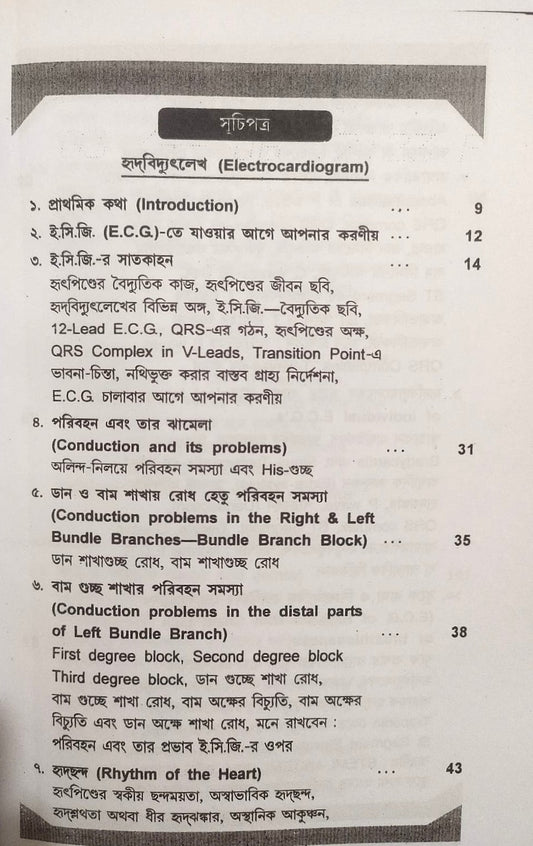 সূচিপত্র
হৃদ্‌বিদ্যুৎলেখ (Electrocardiogram)
১. প্রাথমিক কথা (Introduction) ... 9
২. ই.সি.জি. (E.C.G.)-তে যাওয়ার আগে আপনার করণীয় 12
৩. ই.সি.জি.-র সাতকাহন ... 14
হৃৎপিণ্ডের বৈদ্যুতিক কাজ, হৃৎপিণ্ডের জীবন ছবি,
হৃদ্‌বিদ্যুৎলেখের বিভিন্ন অঙ্গ, ই.সি.জি.—বৈদ্যুতিক ছবি,
12-Lead E.C.G., QRS-এর গঠন, হৃৎপিণ্ডের অক্ষ,
QRS Complex in V-Leads, Transition Point-এ
ভাবনা-চিন্তা, নথিভুক্ত করার বাস্তব গ্রাহ্য নির্দেশনা,
E.C.G. চালাবার আগে আপনার করণীয়
৪. পরিবহন এবং তার ঝামেলা
(Conduction and its problems) ... 31
অলিন্দ-নিলয়ে পরিবহন সমস্যা এবং His-গুচ্ছ
৫. ডান ও বাম শাখায় রোধ হেতু পরিবহন সমস্যা
(Conduction problems in the Right & Left
Bundle Branches—Bundle Branch Block) ... 35
ডান শাখাগুচ্ছ রোধ, বাম শাখাগুচ্ছ রোধ
৬. বাম গুচ্ছ শাখার পরিবহন সমস্যা
(Conduction problems in the distal parts
of Left Bundle Branch) ... 38
First degree block, Second degree block
Third degree block, ডান গুচ্ছে শাখা রোধ,
বাম গুচ্ছে শাখা রোধ, বাম অক্ষের বিচ্যুতি, বাম অক্ষের
বিচ্যুতি এবং ডান অক্ষে শাখা রোধ, মনে রাখবেন :
পরিবহন এবং তার প্রভাব ই.সি.জি.-র ওপর
৭. হৃদ্‌ছন্দ (Rhythm of the Heart) ... 43
হৃৎপিণ্ডের স্বকীয় ছন্দময়তা, অস্বাভাবিক হৃদ্‌ছন্দ,
হৃদ্‌শ্লথতা অথবা ধীর হৃদ্‌ঝঙ্কার, অস্থানিক আকুঞ্চন,